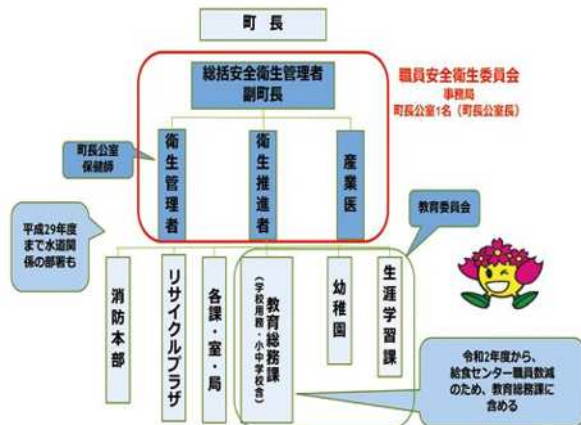 町 長
総括安全衛生管理者
副町長
職員安全衛生委員会
事務局
町長公室1名（町長公室長）
町長公室
保健師
衛生管理者
衛生推進者
産業医
教育委員会
平成29年度
まで水道関
係の部署も
消防本部
リサイクルプラザ
各課・室・局
教育総務課
（学校用務・小中学校含）
幼稚園
生涯学習課
令和2年度から、
給食センター職員数減
のため、教育総務課に
含める